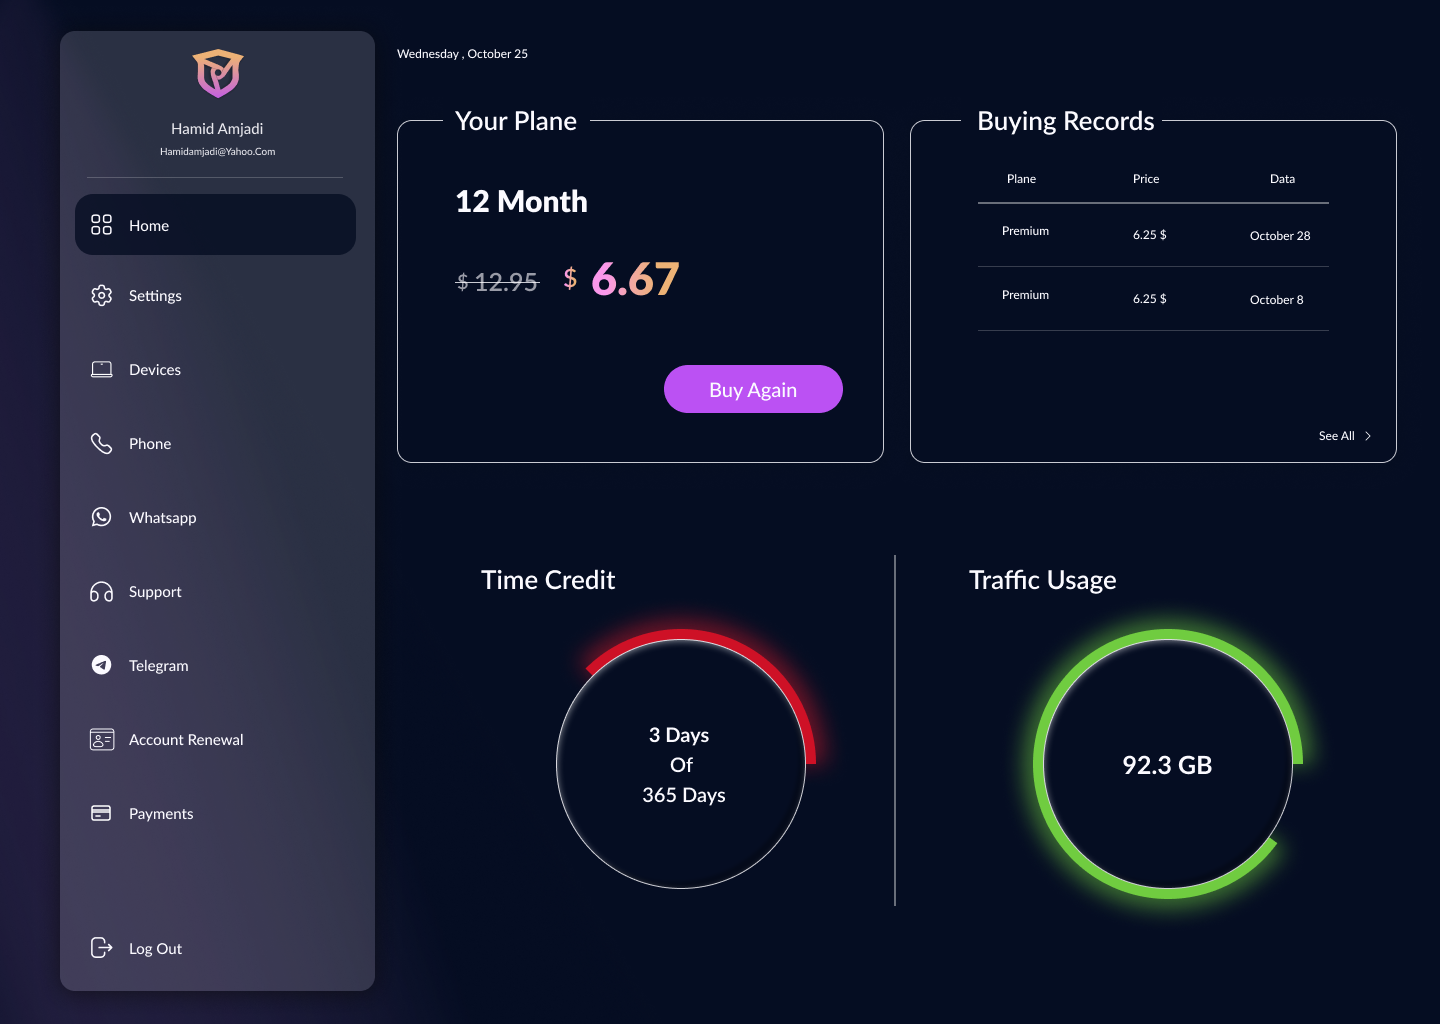 Hamid Amjadi
Hamidamjadi@Yahoo.Com
Home
Settings
Devices
Phone
Whatsapp
Support
Telegram
Account Renewal
Payments
Log Out
Wednesday , October 25
Your Plane
12 Month
$ 12.95 $ 6.67
Buy Again
Buying Records
Plane Price Data
Premium 6.25 $ October 28
Premium 6.25 $ October 8
See All
Time Credit
3 Days
Of
365 Days
Traffic Usage
92.3 GB